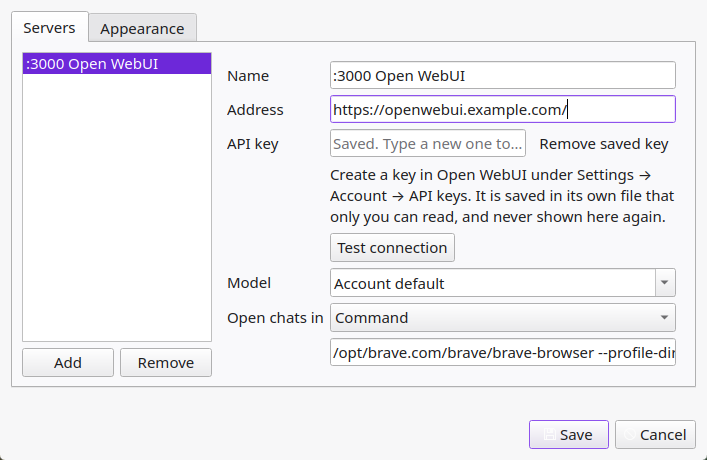 Servers
Appearance
:3000 Open WebUI
Name
:3000 Open WebUI
Address
https://openwebui.example.com/
API key
Saved. Type a new one to...
Remove saved key
Create a key in Open WebUI under Settings →
Account → API keys. It is saved in its own file that
only you can read, and never shown here again.
Test connection
Model
Account default
Open chats in
Command
/opt/brave.com/brave/brave-browser --profile-dir
Add
Remove
Save
Cancel